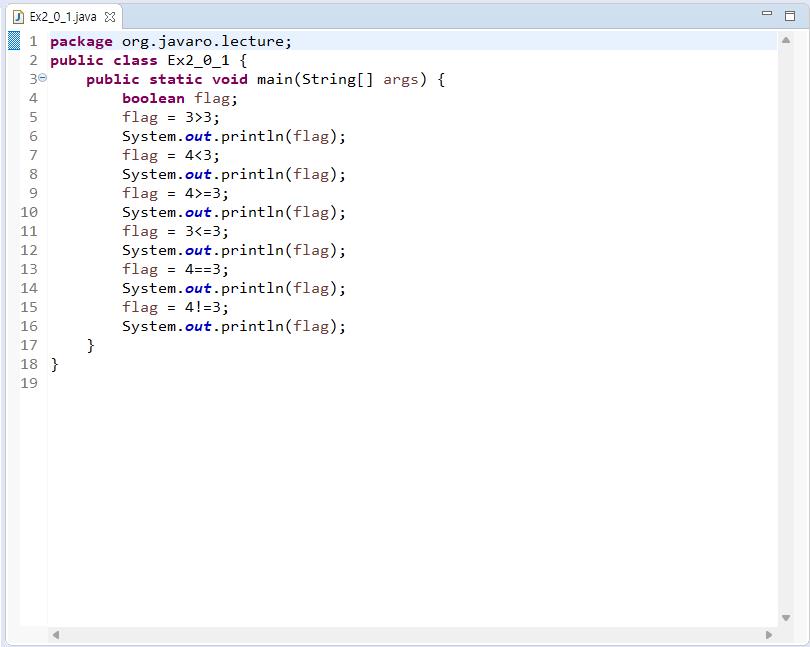 Ex2_0_1.java
1 package org.javaro.lecture;
2 public class Ex2_0_1 {
3 public static void main(String[] args) {
4 boolean flag;
5 flag = 3>3;
6 System.out.println(flag);
7 flag = 4<3;
8 System.out.println(flag);
9 flag = 4>=3;
10 System.out.println(flag);
11 flag = 3<=3;
12 System.out.println(flag);
13 flag = 4==3;
14 System.out.println(flag);
15 flag = 4!=3;
16 System.out.println(flag);
17 }
18 }
19